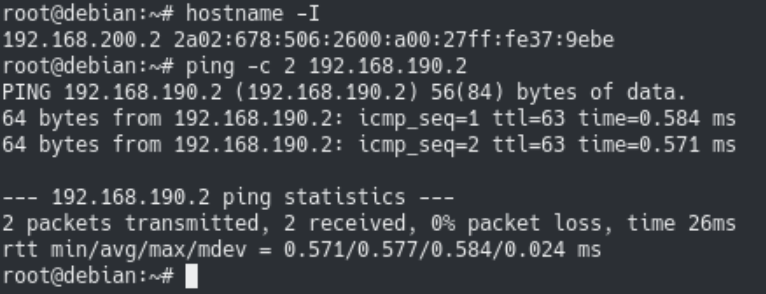 root@debian:~# hostname -I
192.168.200.2 2a02:678:506:2600:a00:27ff:fe37:9ebe
root@debian:~# ping -c 2 192.168.190.2
PING 192.168.190.2 (192.168.190.2) 56(84) bytes of data.
64 bytes from 192.168.190.2: icmp_seq=1 ttl=63 time=0.584 ms
64 bytes from 192.168.190.2: icmp_seq=2 ttl=63 time=0.571 ms
--- 192.168.190.2 ping statistics ---
2 packets transmitted, 2 received, 0% packet loss, time 26ms
rtt min/avg/max/mdev = 0.571/0.577/0.584/0.024 ms
root@debian:~#